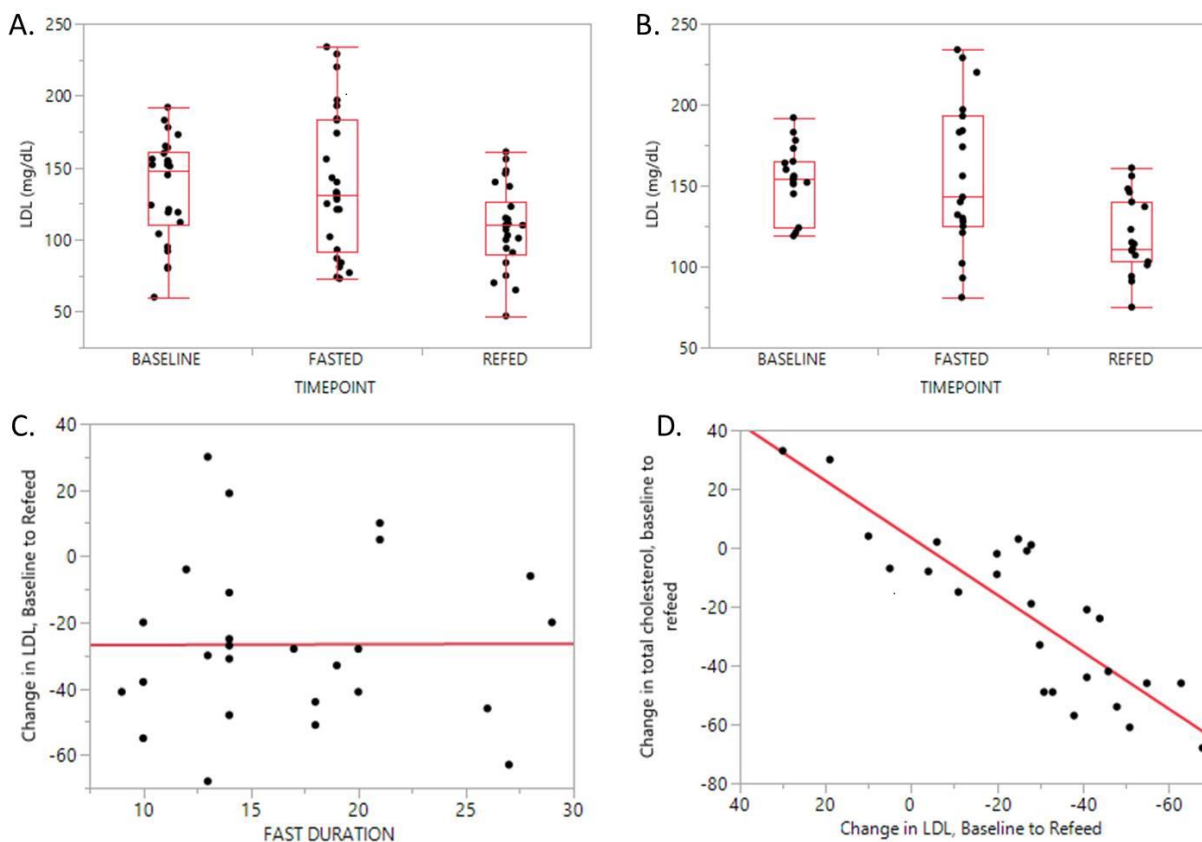 A.
250
200
150
100
50
LDL (mg/dL)
BASELINE FASTED REFED
TIMEPOINT
B.
250
200
150
100
50
LDL (mg/dL)
BASELINE FASTED REFED
TIMEPOINT
C.
40
20
0
-20
-40
-60
Change in LDL, Baseline to Refeed
10 15 20 25 30
FAST DURATION
D.
40
20
0
-20
-40
-60
-80
Change in total cholesterol, baseline to
refeed
40 20 0 -20 -40 -60
Change in LDL, Baseline to Refeed